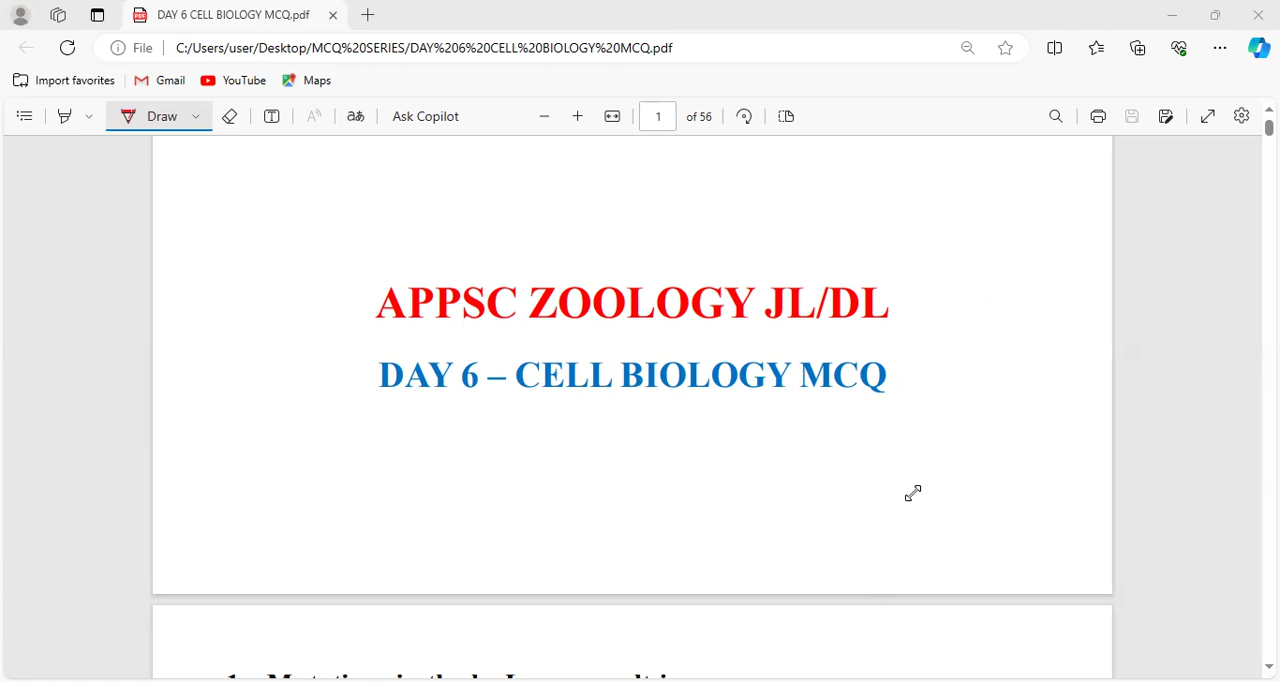 DAY 6 CELL BIOLOGY MCQ.pdf
File
C:/Users/user/Desktop/MCQ%20SERIES/DAY%206%20CELL%20BIOLOGY%20MCQ.pdf
Import favorites
Gmail
YouTube
Maps
Draw
aあ
Ask Copilot
1 of 56
APPSC ZOOLOGY JL/DL
DAY 6 – CELL BIOLOGY MCQ